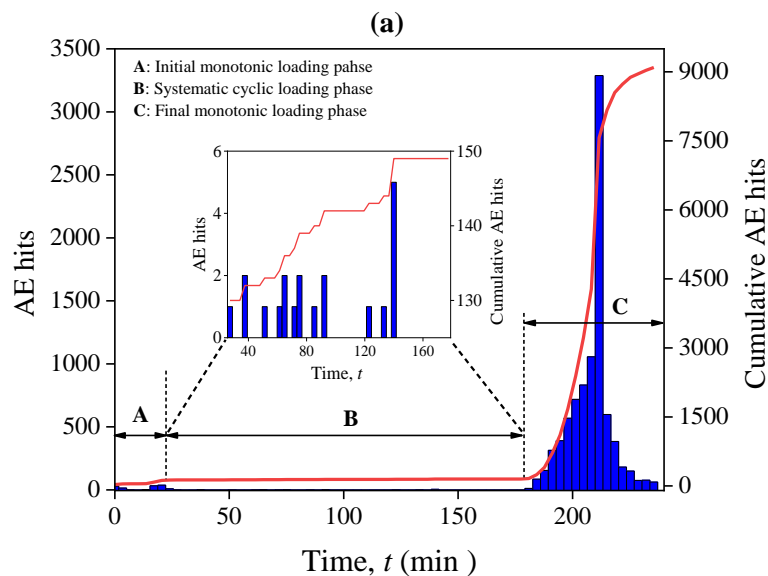 (a)
A: Initial monotonic loading pahse
B: Systematic cyclic loading phase
C: Final monotonic loading phase
3500
3000
2500
2000
1500
1000
500
0
AE hits
9000
7500
6000
4500
3000
1500
0
Cumulative AE hits
6
4
2
0
AE hits
150
140
130
Cumulative AE hits
40 80 120 160
Time, t
A
B
C
0 50 100 150 200
Time, t (min )